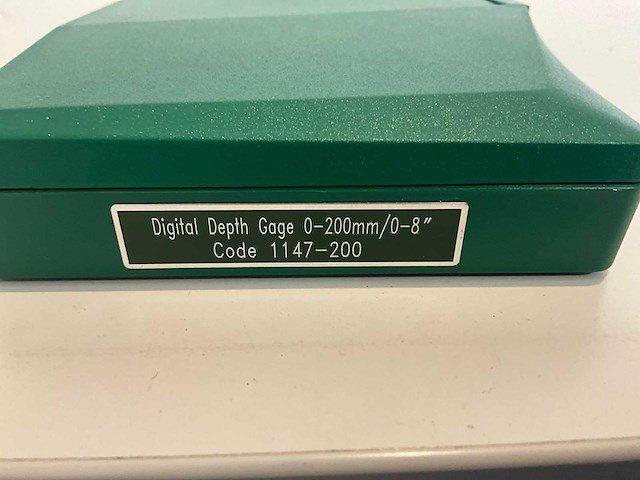 Digital Depth Gage 0-200mm/0-8"
Code 1147-200